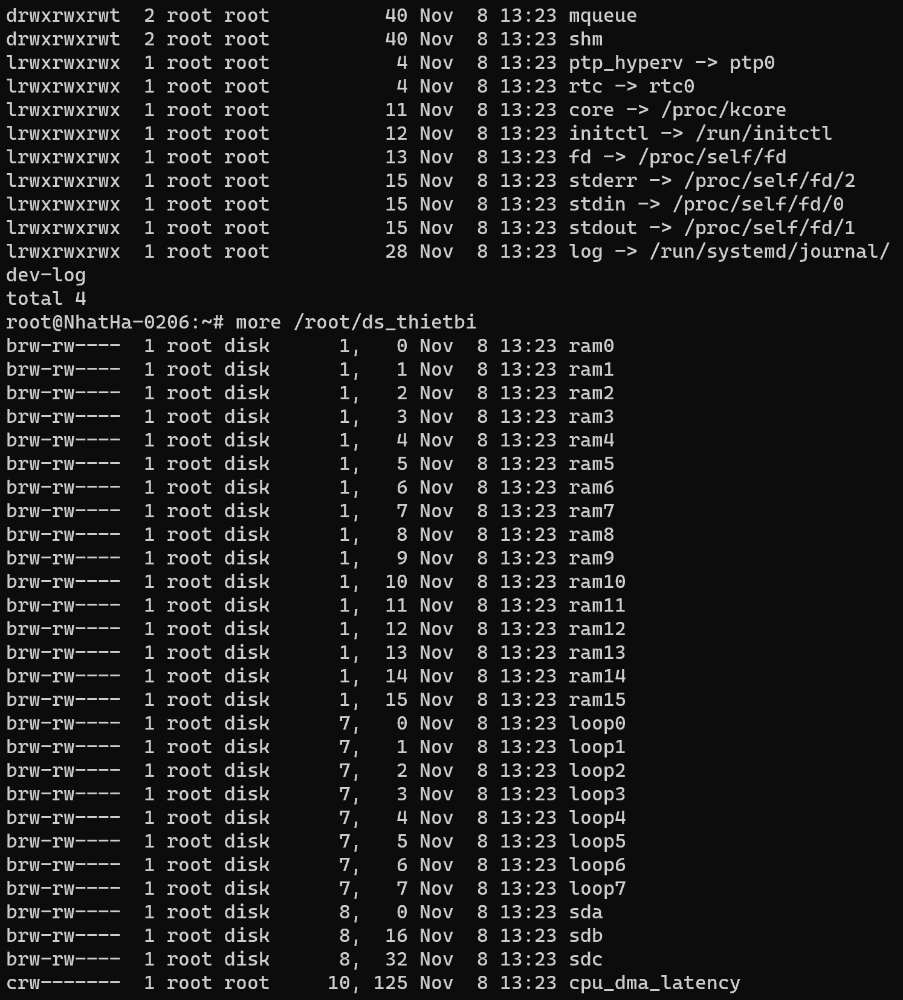 drwxrwxrwt  2 root root          40 Nov  8 13:23 mqueue
drwxrwxrwt  2 root root          40 Nov  8 13:23 shm
lrwxrwxrwx  1 root root           4 Nov  8 13:23 ptp_hyperv -> ptp0
lrwxrwxrwx  1 root root           4 Nov  8 13:23 rtc -> rtc0
lrwxrwxrwx  1 root root          11 Nov  8 13:23 core -> /proc/kcore
lrwxrwxrwx  1 root root          12 Nov  8 13:23 initctl -> /run/initctl
lrwxrwxrwx  1 root root          13 Nov  8 13:23 fd -> /proc/self/fd
lrwxrwxrwx  1 root root          15 Nov  8 13:23 stderr -> /proc/self/fd/2
lrwxrwxrwx  1 root root          15 Nov  8 13:23 stdin -> /proc/self/fd/0
lrwxrwxrwx  1 root root          15 Nov  8 13:23 stdout -> /proc/self/fd/1
lrwxrwxrwx  1 root root          28 Nov  8 13:23 log -> /run/systemd/journal/
dev-log
total 4
root@NhatHa-0206:~# more /root/ds_thietbi
brw-rw----  1 root disk      1,   0 Nov  8 13:23 ram0
brw-rw----  1 root disk      1,   1 Nov  8 13:23 ram1
brw-rw----  1 root disk      1,   2 Nov  8 13:23 ram2
brw-rw----  1 root disk      1,   3 Nov  8 13:23 ram3
brw-rw----  1 root disk      1,   4 Nov  8 13:23 ram4
brw-rw----  1 root disk      1,   5 Nov  8 13:23 ram5
brw-rw----  1 root disk      1,   6 Nov  8 13:23 ram6
brw-rw----  1 root disk      1,   7 Nov  8 13:23 ram7
brw-rw----  1 root disk      1,   8 Nov  8 13:23 ram8
brw-rw----  1 root disk      1,   9 Nov  8 13:23 ram9
brw-rw----  1 root disk      1,  10 Nov  8 13:23 ram10
brw-rw----  1 root disk      1,  11 Nov  8 13:23 ram11
brw-rw----  1 root disk      1,  12 Nov  8 13:23 ram12
brw-rw----  1 root disk      1,  13 Nov  8 13:23 ram13
brw-rw----  1 root disk      1,  14 Nov  8 13:23 ram14
brw-rw----  1 root disk      1,  15 Nov  8 13:23 ram15
brw-rw----  1 root disk      7,   0 Nov  8 13:23 loop0
brw-rw----  1 root disk      7,   1 Nov  8 13:23 loop1
brw-rw----  1 root disk      7,   2 Nov  8 13:23 loop2
brw-rw----  1 root disk      7,   3 Nov  8 13:23 loop3
brw-rw----  1 root disk      7,   4 Nov  8 13:23 loop4
brw-rw----  1 root disk      7,   5 Nov  8 13:23 loop5
brw-rw----  1 root disk      7,   6 Nov  8 13:23 loop6
brw-rw----  1 root disk      7,   7 Nov  8 13:23 loop7
brw-rw----  1 root disk      8,   0 Nov  8 13:23 sda
brw-rw----  1 root disk      8,  16 Nov  8 13:23 sdb
brw-rw----  1 root disk      8,  32 Nov  8 13:23 sdc
crw-------  1 root root     10, 125 Nov  8 13:23 cpu_dma_latency